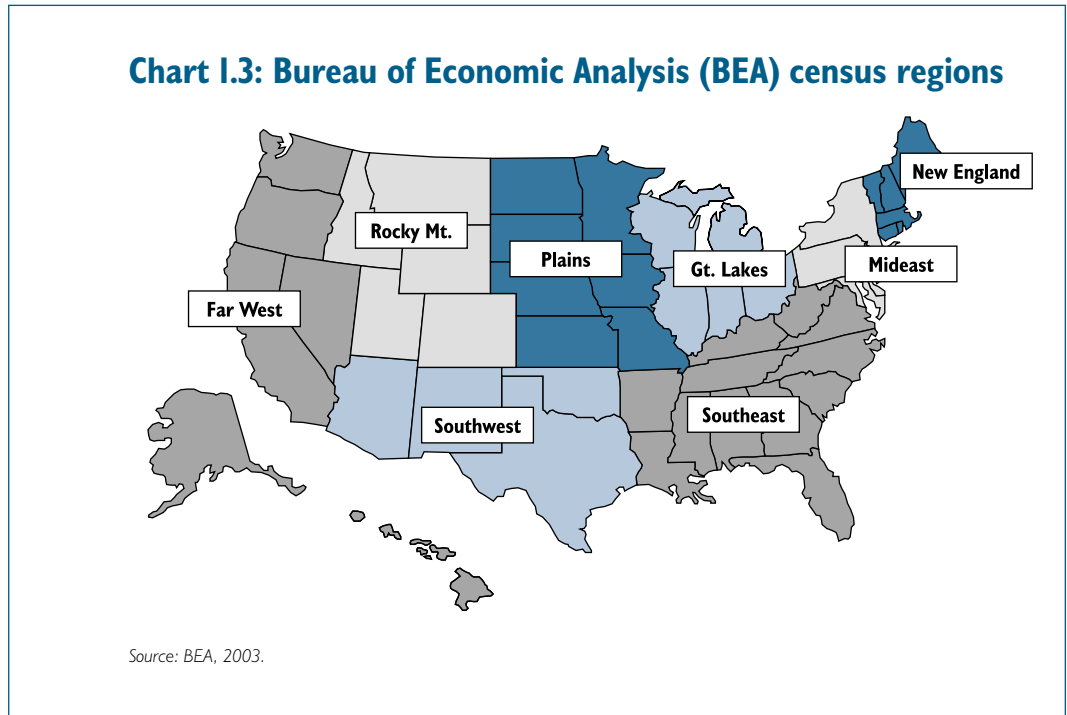 Chart 1.3: Bureau of Economic Analysis (BEA) census regions
New England
Rocky Mt.
Plains
Gt. Lakes
Mideast
Far West
Southeast
Southwest
Source: BEA, 2003.